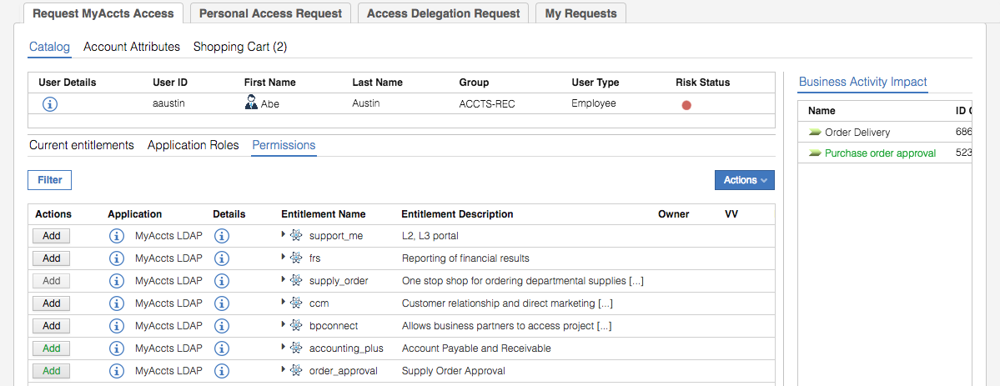 Request MyAccts Access Personal Access Request Access Delegation Request My Requests
Catalog Account Attributes Shopping Cart (2)
User Details User ID First Name Last Name Group User Type Risk Status
aaustin Abe Austin ACCTS-REC Employee
Business Activity Impact
Name ID
Order Delivery 686
Purchase order approval 523
Current entitlements Application Roles Permissions
Filter Actions
Actions Application Details Entitlement Name Entitlement Description Owner VV
Add MyAccts LDAP support_me L2, L3 portal
Add MyAccts LDAP frs Reporting of financial results
Add MyAccts LDAP supply_order One stop shop for ordering departmental supplies [...]
Add MyAccts LDAP ccm Customer relationship and direct marketing [...]
Add MyAccts LDAP bpconnect Allows business partners to access project [...]
Add MyAccts LDAP accounting_plus Account Payable and Receivable
Add MyAccts LDAP order_approval Supply Order Approval